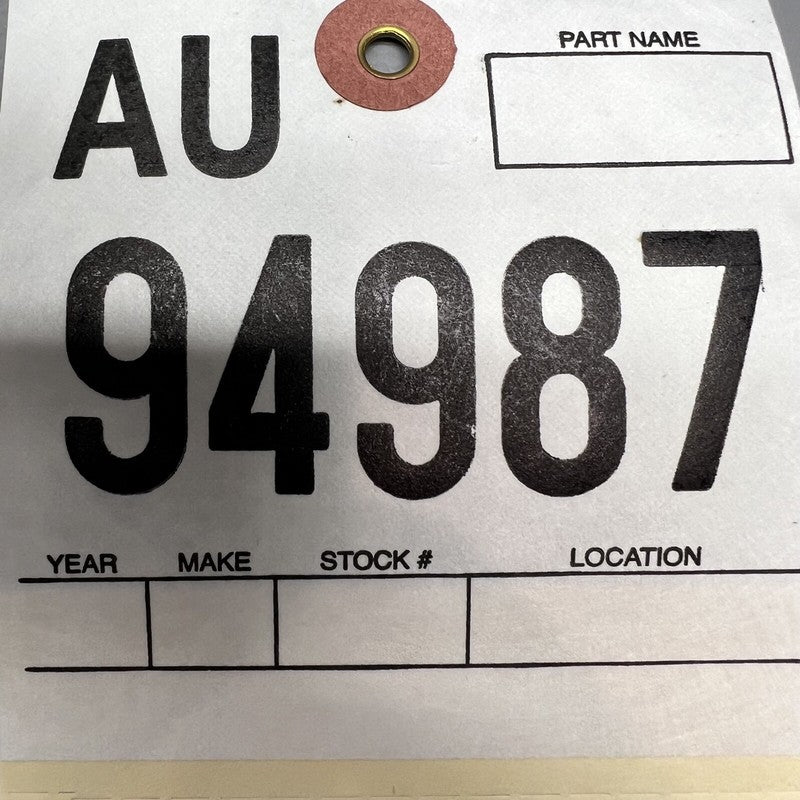 AU
PART NAME
94987
YEAR MAKE STOCK # LOCATION